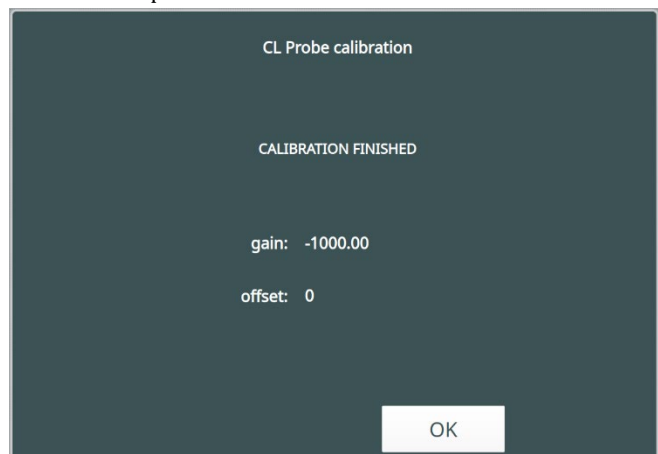 CL Probe calibration
CALIBRATION FINISHED
gain: -1000.00
offset: 0
OK